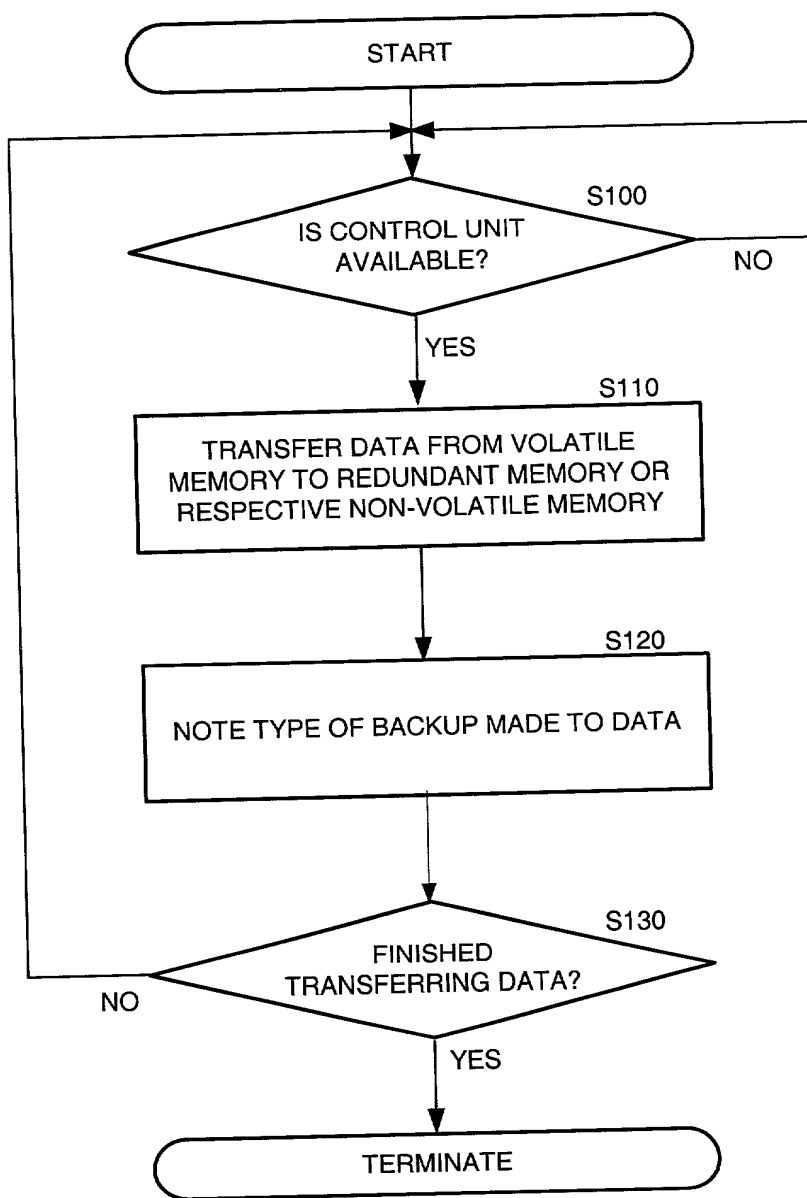 START
S100
IS CONTROL UNIT
AVAILABLE?
NO
YES
S110
TRANSFER DATA FROM VOLATILE
MEMORY TO REDUNDANT MEMORY OR
RESPECTIVE NON-VOLATILE MEMORY
S120
NOTE TYPE OF BACKUP MADE TO DATA
S130
FINISHED
TRANSFERRING DATA?
NO
YES
TERMINATE